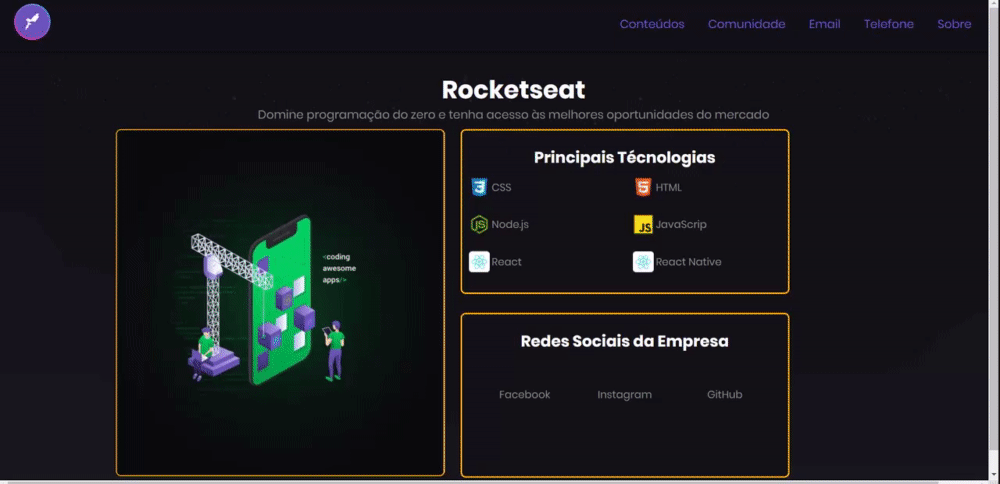 Conteúdos Comunidade Email Telefone Sobre
Rocketseat
Domine programação do zero e tenha acesso às melhores oportunidades do mercado
<coding
awesome
apps/>
Principais Técnologias
CSS HTML
Node.js JavaScrip
React React Native
Redes Sociais da Empresa
Facebook Instagram GitHub